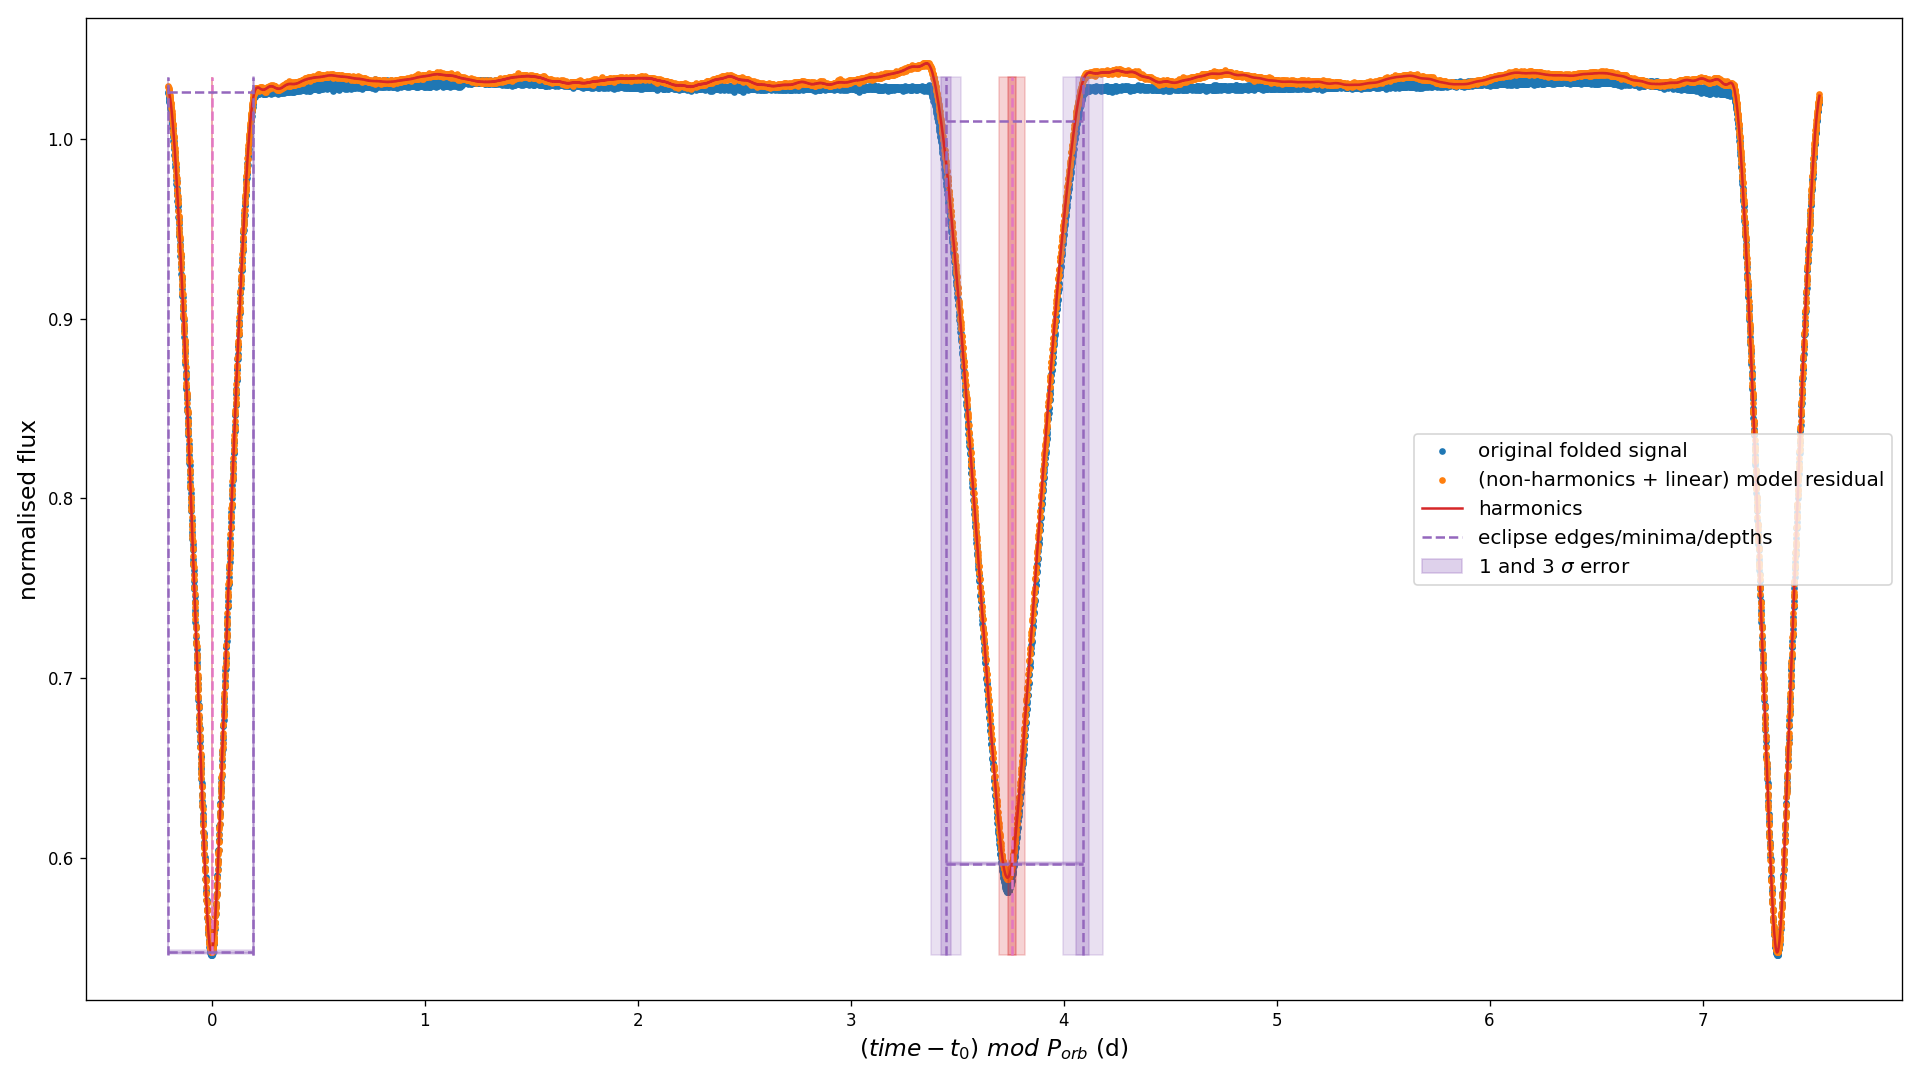 normalised flux
1.0
0.9
0.8
0.7
0.6
original folded signal
(non-harmonics + linear) model residual
harmonics
eclipse edges/minima/depths
1 and 3 σ error
0 1 2 3 4 5 6 7
(time − t₀) mod P_orb (d)